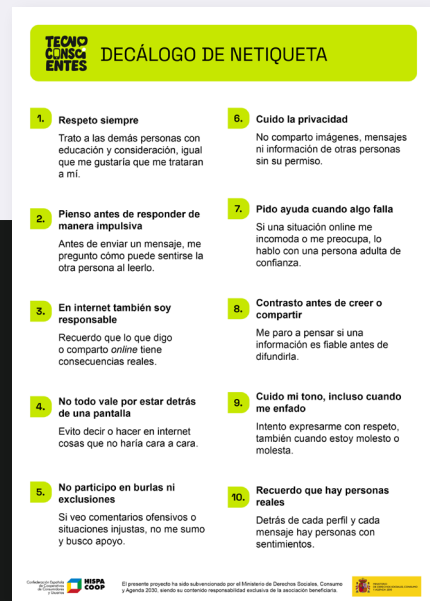 TECNO
CONSC
ENTES
DECÁLOGO DE NETIQUETA
1.
Respeto siempre
Trato a las demás personas con
educación y consideración, igual
que me gustaría que me trataran
a mí.
2.
Pienso antes de responder de
manera impulsiva
Antes de enviar un mensaje, me
pregunto cómo puede sentirse la
otra persona al leerlo.
3.
En internet también soy
responsable
Recuerdo que lo que digo
o comparto online tiene
consecuencias reales.
4.
No todo vale por estar detrás
de una pantalla
Evito decir o hacer en internet
cosas que no haría cara a cara.
5.
No participo en burlas ni
exclusiones
Si veo comentarios ofensivos o
situaciones injustas, no me sumo
y busco apoyo.
6.
Cuido la privacidad
No comparto imágenes, mensajes
ni información de otras personas
sin su permiso.
7.
Pido ayuda cuando algo falla
Si una situación online me
incomoda o me preocupa, lo
hablo con una persona adulta de
confianza.
8.
Contrasto antes de creer o
compartir
Me paro a pensar si una
información es fiable antes de
difundirla.
9.
Cuido mi tono, incluso cuando
me enfado
Intento expresarme con respeto,
también cuando estoy molesto o
molesta.
10.
Recuerdo que hay personas
reales
Detrás de cada perfil y cada
mensaje hay personas con
sentimientos.
Confederación Española
de Cooperativas
de Consumidores
y Usuarios
HISPA
COOP
El presente proyecto ha sido subvencionado por el Ministerio de Derechos Sociales, Consumo
y Agenda 2030, siendo su contenido responsabilidad exclusiva de la asociación beneficiaria.